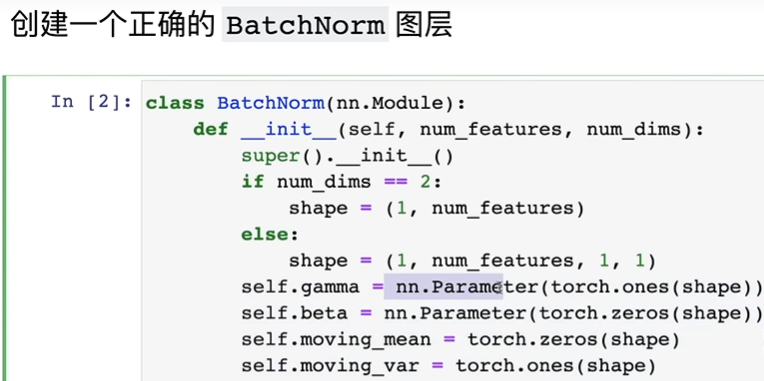 创建一个正确的 BatchNorm 图层
In [2]: class BatchNorm(nn.Module):
def __init__(self, num_features, num_dims):
super().__init__()
if num_dims == 2:
shape = (1, num_features)
else:
shape = (1, num_features, 1, 1)
self.gamma = nn.Parameter(torch.ones(shape))
self.beta = nn.Parameter(torch.zeros(shape))
self.moving_mean = torch.zeros(shape)
self.moving_var = torch.ones(shape)